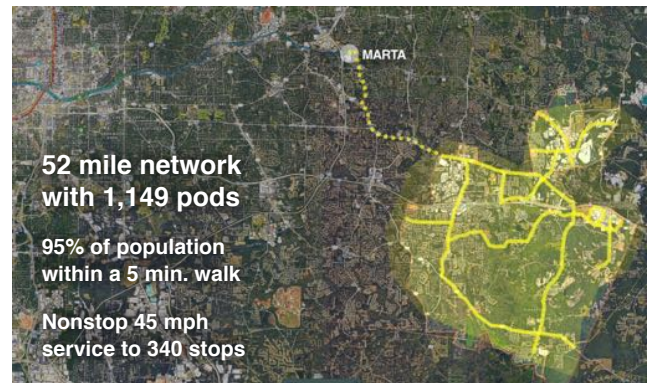 MARTA
52 mile network
with 1,149 pods
95% of population
within a 5 min. walk
Nonstop 45 mph
service to 340 stops